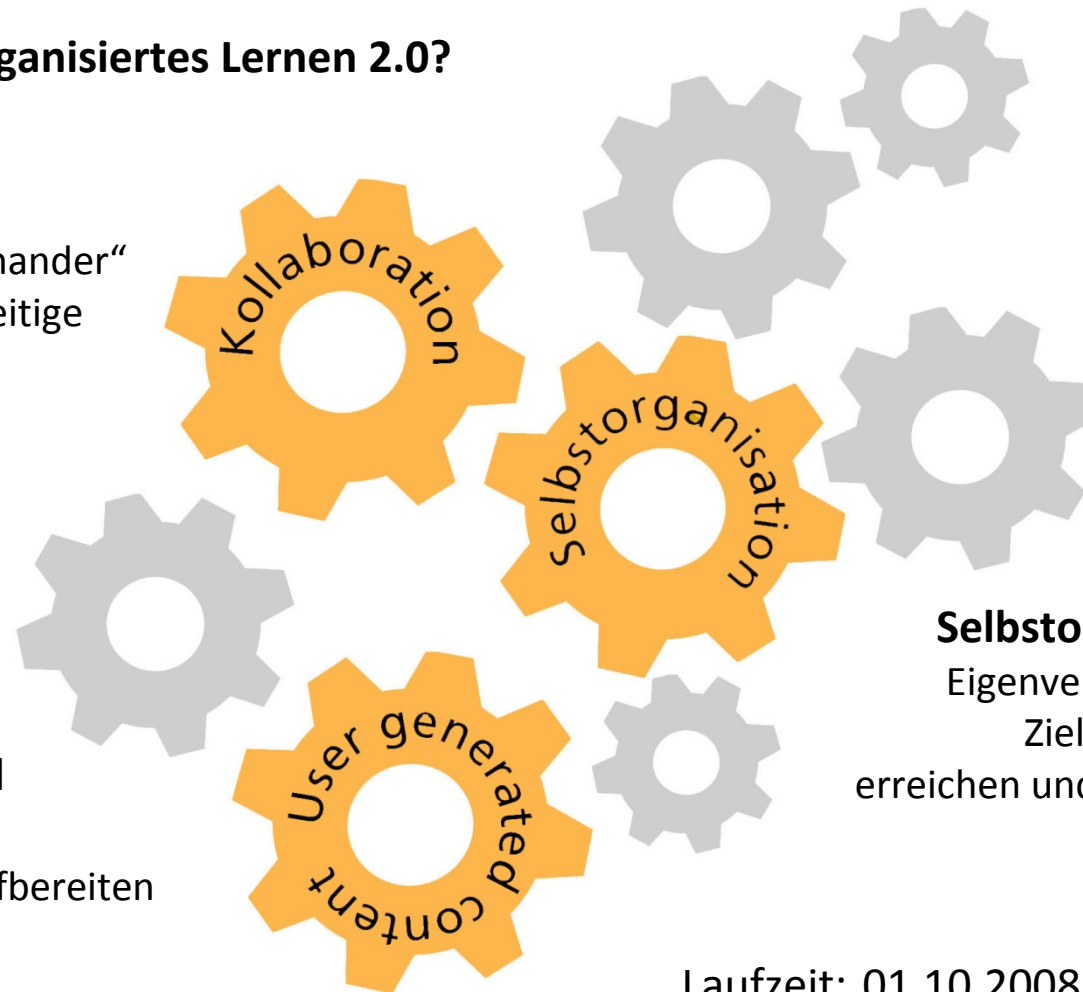 ganisiertes Lernen 2.0?
nander“
eitige
Kollaboration
Selbstorganisation
Selbsto
Eigenve
Ziel
erreichen und
User generated content
fbereiten
Laufzeit: 01.10.2008